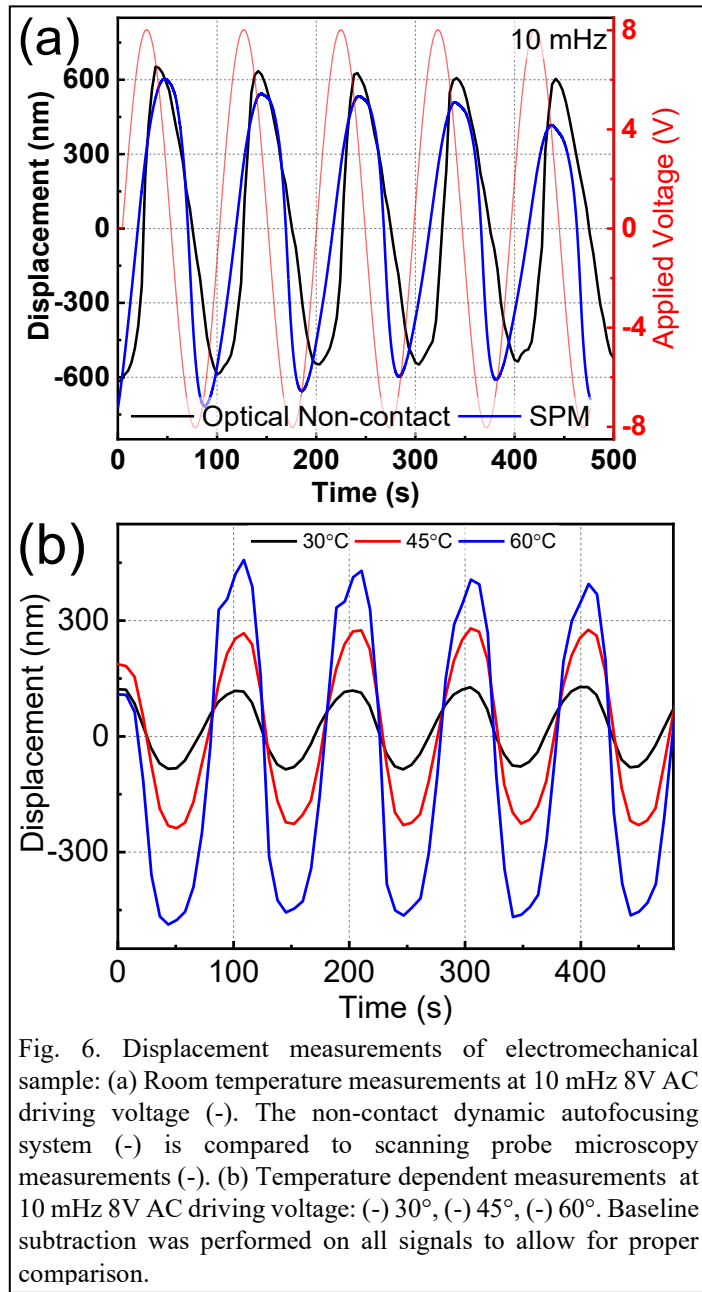 (a)
10 mHz
Displacement (nm)
600
300
0
-300
-600
8
4
0
-4
-8
Applied Voltage (V)
Optical Non-contact
SPM
0
100
200
300
400
500
Time (s)
(b)
30°C
45°C
60°C
Displacement (nm)
300
0
-300
0
100
200
300
400
Time (s)
Fig. 6. Displacement measurements of electromechanical
sample: (a) Room temperature measurements at 10 mHz 8V AC
driving voltage (-). The non-contact dynamic autofocusing
system (-) is compared to scanning probe microscopy
measurements (-). (b) Temperature dependent measurements at
10 mHz 8V AC driving voltage: (-) 30°, (-) 45°, (-) 60°. Baseline
subtraction was performed on all signals to allow for proper
comparison.